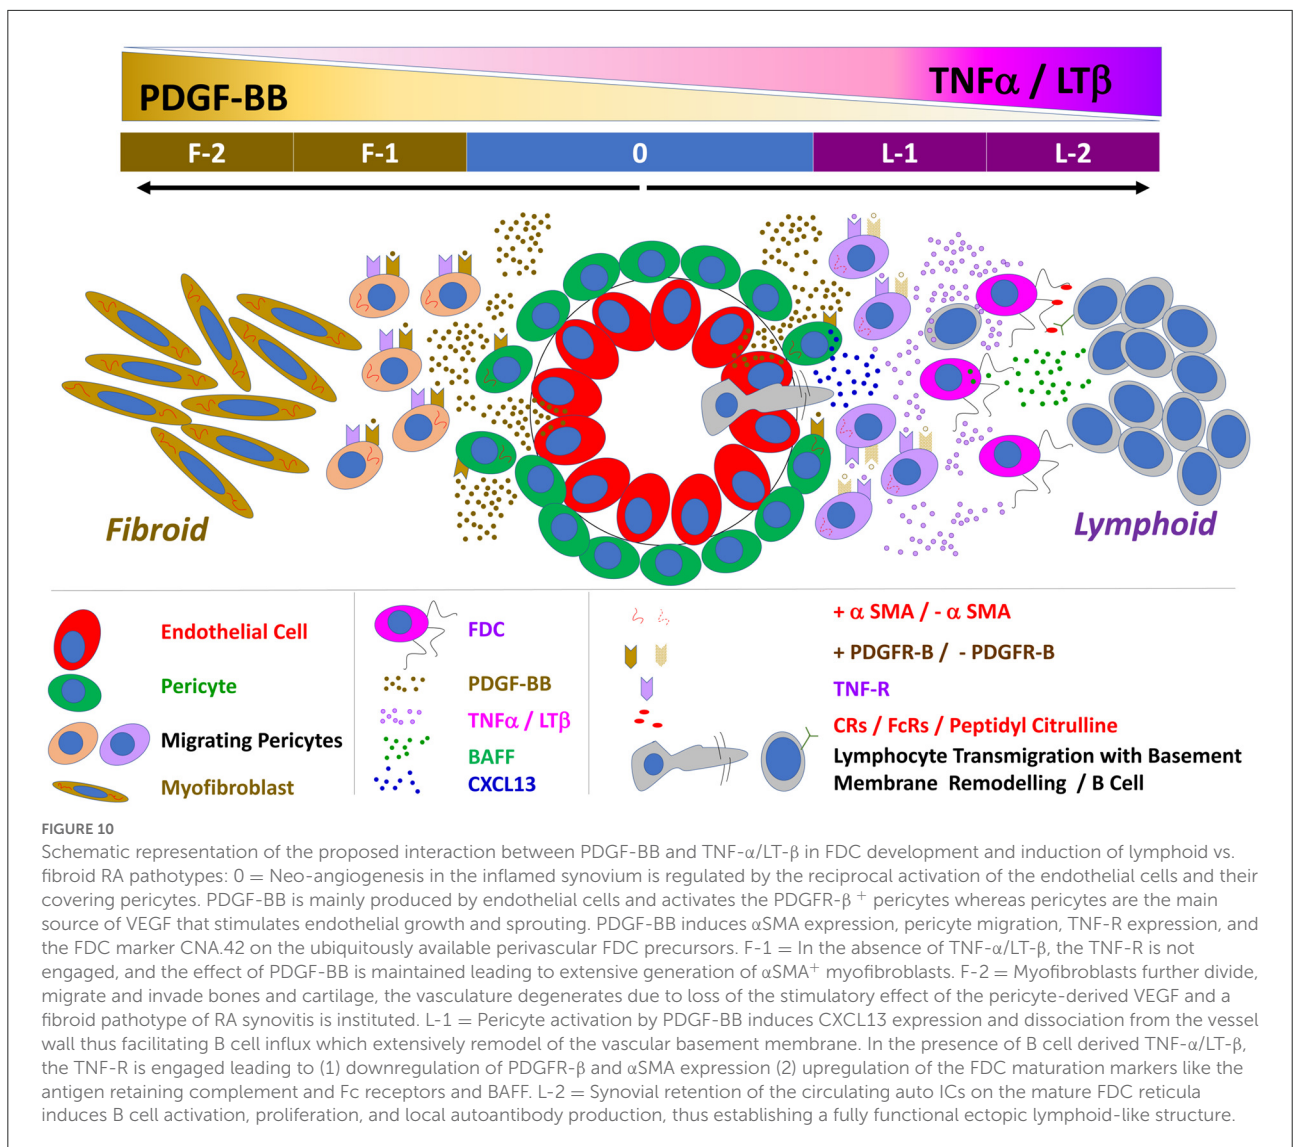 PDGF-BB
TNFα / LTβ
F-2 F-1 0 L-1 L-2
Fibroid
Lymphoid
Endothelial Cell
Pericyte
Migrating Pericytes
Myofibroblast
FDC
PDGF-BB
TNFα / LTβ
BAFF
CXCL13
+ α SMA / - α SMA
+ PDGFR-B / - PDGFR-B
TNF-R
CRs / FcRs / Peptidyl Citrulline
Lymphocyte Transmigration with Basement
Membrane Remodelling / B Cell
FIGURE 10
Schematic representation of the proposed interaction between PDGF-BB and TNF-α/LT-β in FDC development and induction of lymphoid vs.
fibroid RA pathotypes: 0 = Neo-angiogenesis in the inflamed synovium is regulated by the reciprocal activation of the endothelial cells and their
covering pericytes. PDGF-BB is mainly produced by endothelial cells and activates the PDGFR-β⁺ pericytes whereas pericytes are the main
source of VEGF that stimulates endothelial growth and sprouting. PDGF-BB induces αSMA expression, pericyte migration, TNF-R expression, and
the FDC marker CNA.42 on the ubiquitously available perivascular FDC precursors. F-1 = In the absence of TNF-α/LT-β, the TNF-R is not
engaged, and the effect of PDGF-BB is maintained leading to extensive generation of αSMA⁺ myofibroblasts. F-2 = Myofibroblasts further divide,
migrate and invade bones and cartilage, the vasculature degenerates due to loss of the stimulatory effect of the pericyte-derived VEGF and a
fibroid pathotype of RA synovitis is instituted. L-1 = Pericyte activation by PDGF-BB induces CXCL13 expression and dissociation from the vessel
wall thus facilitating B cell influx which extensively remodel of the vascular basement membrane. In the presence of B cell derived TNF-α/LT-β,
the TNF-R is engaged leading to (1) downregulation of PDGFR-β and αSMA expression (2) upregulation of the FDC maturation markers like the
antigen retaining complement and Fc receptors and BAFF. L-2 = Synovial retention of the circulating auto ICs on the mature FDC reticula
induces B cell activation, proliferation, and local autoantibody production, thus establishing a fully functional ectopic lymphoid-like structure.